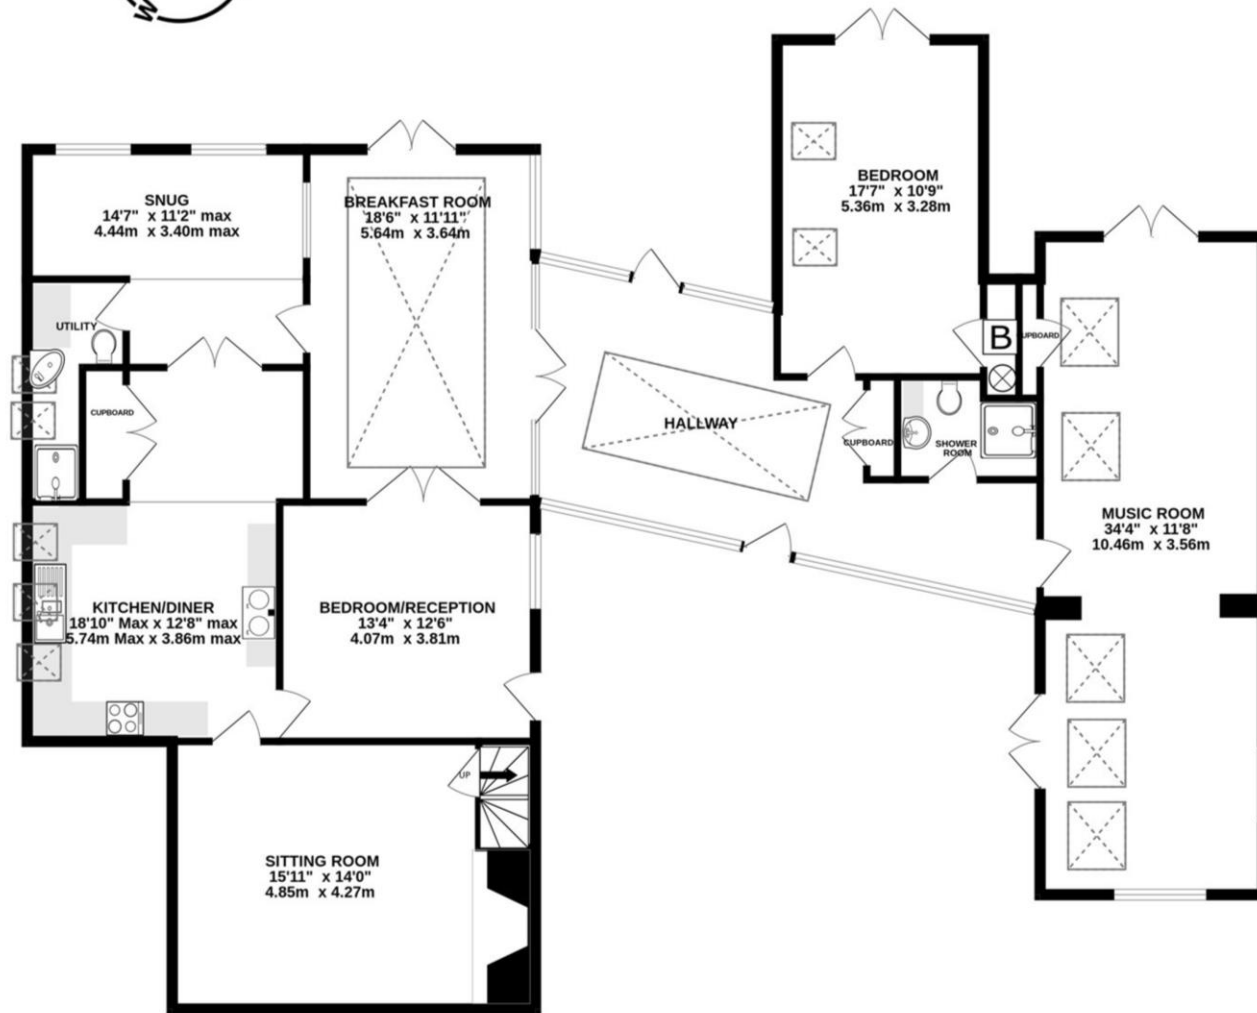 W
BEDROOM
17'7" x 10'9"
5.36m x 3.28m
SNUG
14'7" x 11'2" max
4.44m x 3.40m max
BREAKFAST ROOM
18'6" x 11'11"
5.64m x 3.64m
UTILITY
B
UPBOARD
CUPBOARD
HALLWAY
CUPBOARD
SHOWER
ROOM
MUSIC ROOM
34'4" x 11'8"
10.46m x 3.56m
KITCHEN/DINER
18'10" Max x 12'8" max
5.74m Max x 3.86m max
BEDROOM/RECEPTION
13'4" x 12'6"
4.07m x 3.81m
UP
SITTING ROOM
15'11" x 14'0"
4.85m x 4.27m